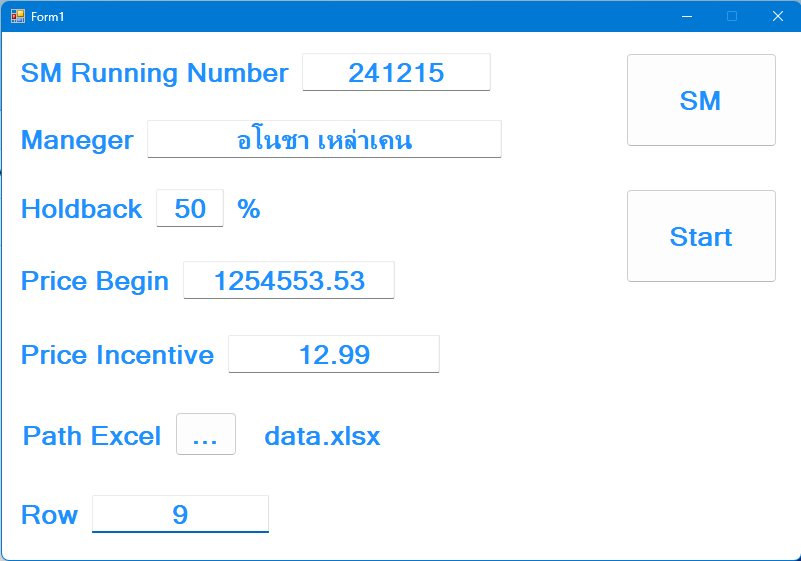 Form1
SM Running Number 241215
SM
Maneger อโนชา เหล่าเคน
Holdback 50 %
Start
Price Begin 1254553.53
Price Incentive 12.99
Path Excel ... data.xlsx
Row 9